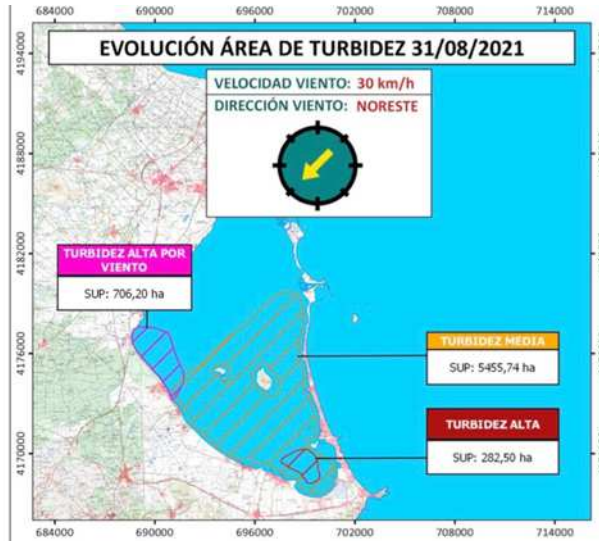 EVOLUCIÓN ÁREA DE TURBIDEZ 31/08/2021
VELOCIDAD VIENTO: 30 km/h
DIRECCIÓN VIENTO: NORESTE
TURBIDEZ ALTA POR
VIENTO
SUP: 706,20 ha
TURBIDEZ MEDIA
SUP: 5455,74 ha
TURBIDEZ ALTA
SUP: 282,50 ha
684000 690000 696000 702000 708000 714000
4194000
4188000
4182000
4176000
4170000
684000 690000 696000 702000 708000 714000